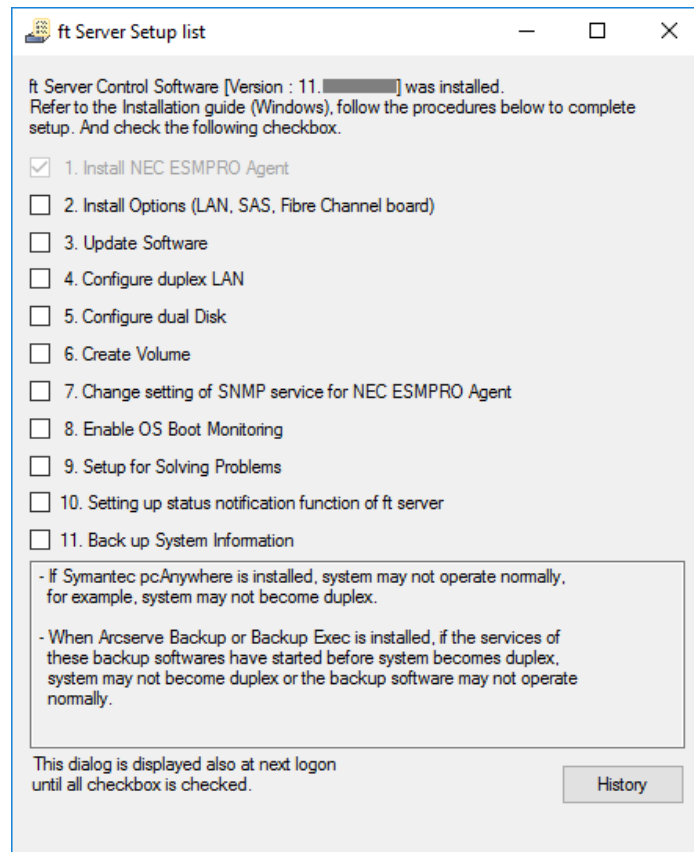 ft Server Setup list
ft Server Control Software [Version : 11. ] was installed.
Refer to the Installation guide (Windows), follow the procedures below to complete
setup. And check the following checkbox.
1. Install NEC ESMPRO Agent
2. Install Options (LAN, SAS, Fibre Channel board)
3. Update Software
4. Configure duplex LAN
5. Configure dual Disk
6. Create Volume
7. Change setting of SNMP service for NEC ESMPRO Agent
8. Enable OS Boot Monitoring
9. Setup for Solving Problems
10. Setting up status notification function of ft server
11. Back up System Information
- If Symantec pcAnywhere is installed, system may not operate normally,
for example, system may not become duplex.
- When Arcserve Backup or Backup Exec is installed, if the services of
these backup softwares have started before system becomes duplex,
system may not become duplex or the backup software may not operate
normally.
This dialog is displayed also at next logon
until all checkbox is checked.
History